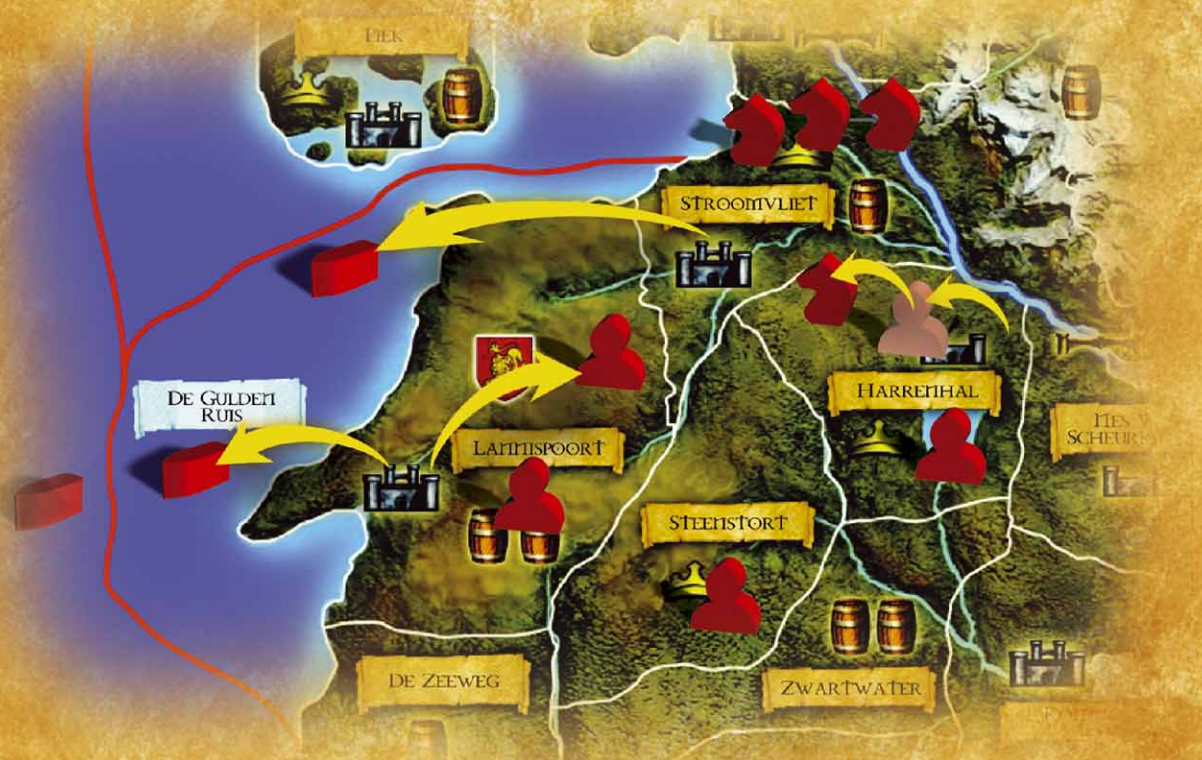 PIEK
STROOMVLIET
DE GULDEN
RUIS
HARRENHAL
LANNISPOORT
STEENSTORT
DE ZEEWEG
ZWARTWATER